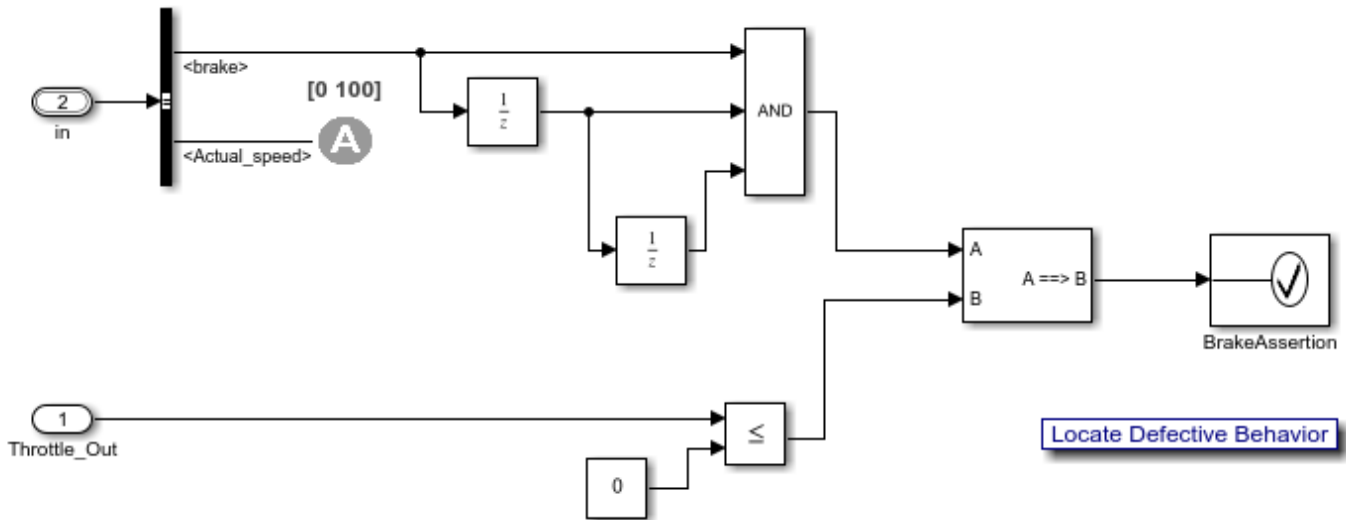 <brake>
[0 100]
2
in
A
<Actual_speed>
1
z
AND
1
z
A
A ==> B
B
BrakeAssertion
1
Throttle_Out
≤
0
Locate Defective Behavior